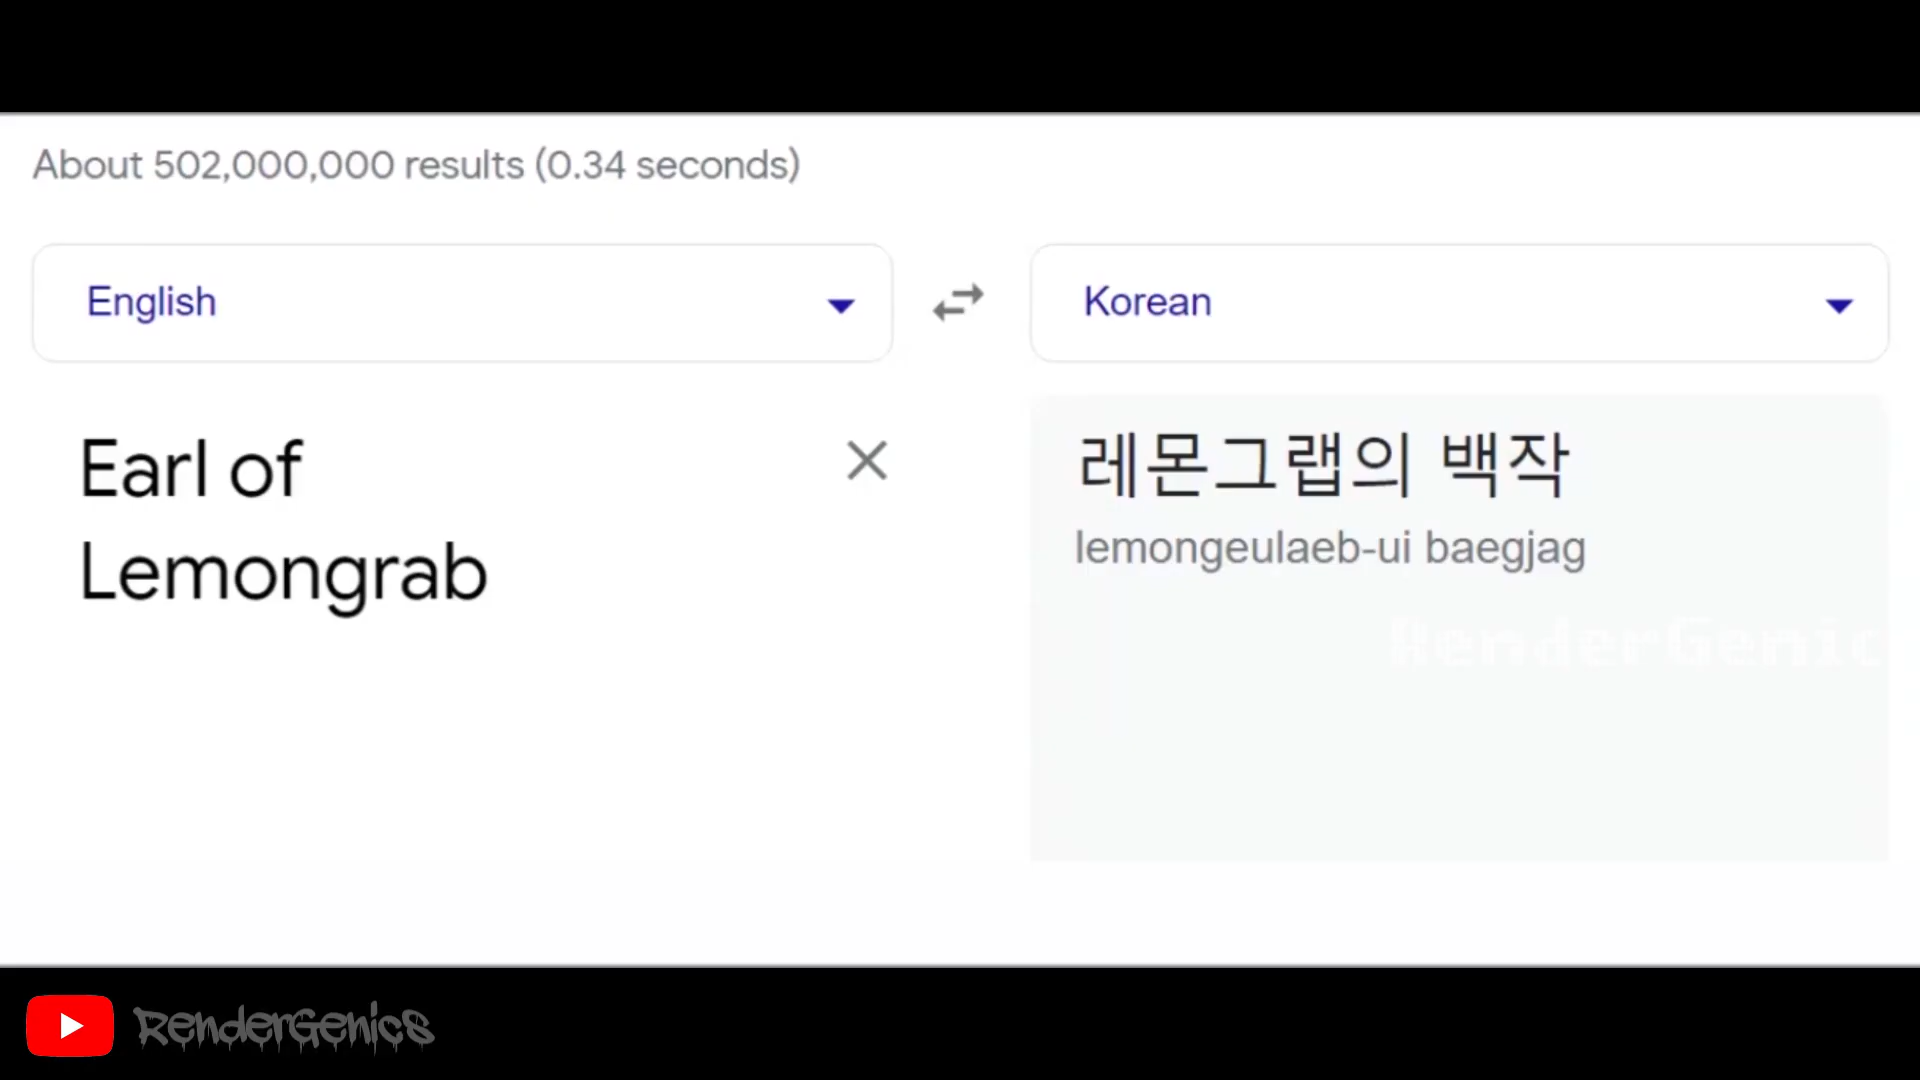 About 502,000,000 results (0.34 seconds)
English
Korean
Earl of
Lemongrab
레몬그랩의 백작
lemongeulaeb-ui baegjag
RenderGenic
RenderGenics